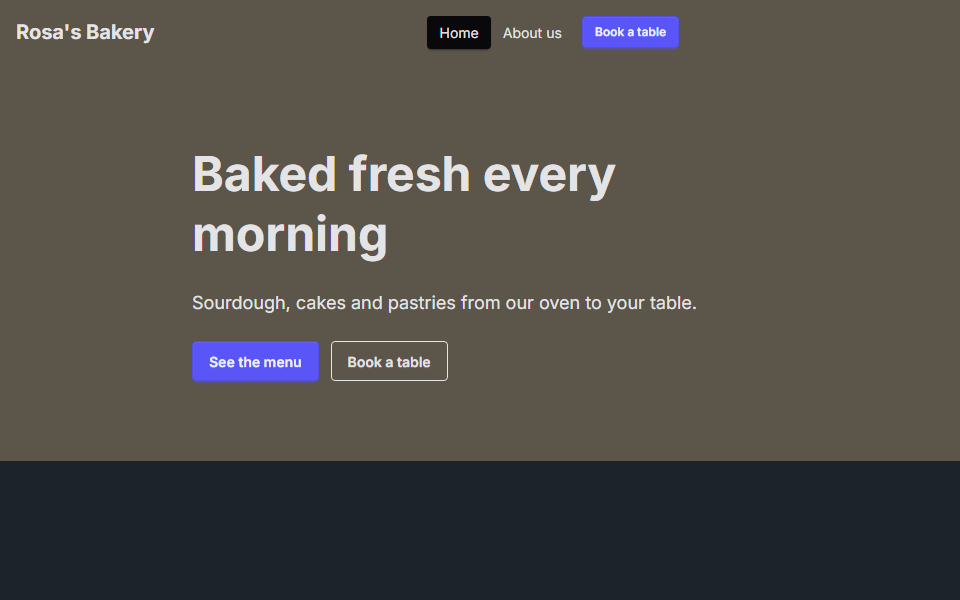 Rosa's Bakery
Home
About us
Book a table
Baked fresh every
morning
Sourdough, cakes and pastries from our oven to your table.
See the menu
Book a table